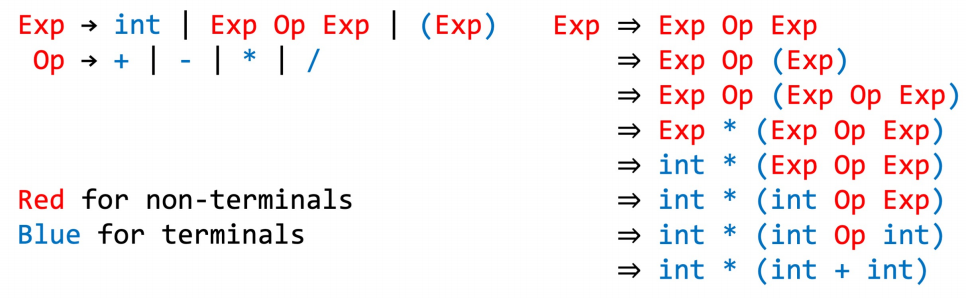 Exp → int | Exp Op Exp | (Exp)
Op → + | - | * | /
Red for non-terminals
Blue for terminals
Exp ⇒ Exp Op Exp
⇒ Exp Op (Exp)
⇒ Exp Op (Exp Op Exp)
⇒ Exp * (Exp Op Exp)
⇒ int * (Exp Op Exp)
⇒ int * (int Op Exp)
⇒ int * (int Op int)
⇒ int * (int + int)